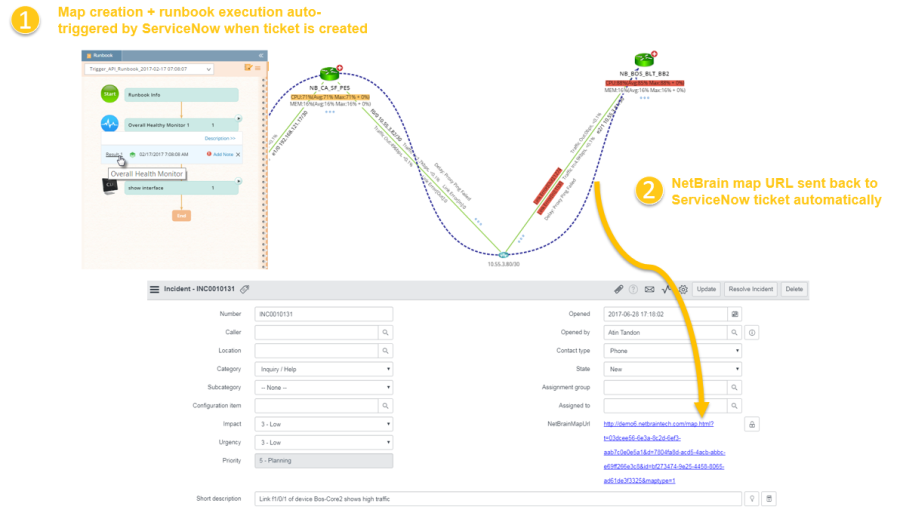 1
Map creation + runbook execution auto-
triggered by ServiceNow when ticket is created
Runbook
Trigger_API_Runbook_2017-02-17 07:08:07
Start
Runbook Info
Overall Healthy Monitor 1 1
Description >>
Result 1 02/17/2017 7:08:06 AM Add Now
Overall Health Monitor
show interface 1
End
NB_CA_SF_PES
CPU:71%(Avg:71% Max:71% + 0%)
MEM:16%(Avg:16% Max:16% + 0%)
NB_BOS_BLT_BB2
MEM:16%(Avg:16% Max:16% + 0%)
10.55.3.80/30
2
NetBrain map URL sent back to
ServiceNow ticket automatically
Incident - INC0010131
Update
Resolve Incident
Delete
Number INC0010131
Caller
Location
Category Inquiry / Help
Subcategory -- None --
Configuration item
Impact 3 - Low
Urgency 3 - Low
Priority 5 - Planning
Opened 2017-06-28 17:18:02
Opened by Atin Tandon
Contact type Phone
State New
Assignment group
Assigned to
NetBrainMapUrl http://demo6.netbraintech.com/map.html?
t=03dcee56-6e3a-8c2d-6ef3-
aab7c0a0e5a1&d=7804fa8d-acd5-4acb-abbc-
e69ff266e3c6&id=bf273474-9e25-4458-8065-
ad61de3f3325&maptype=1
Short description Link f1/0/1 of device Bos-Core2 shows high traffic